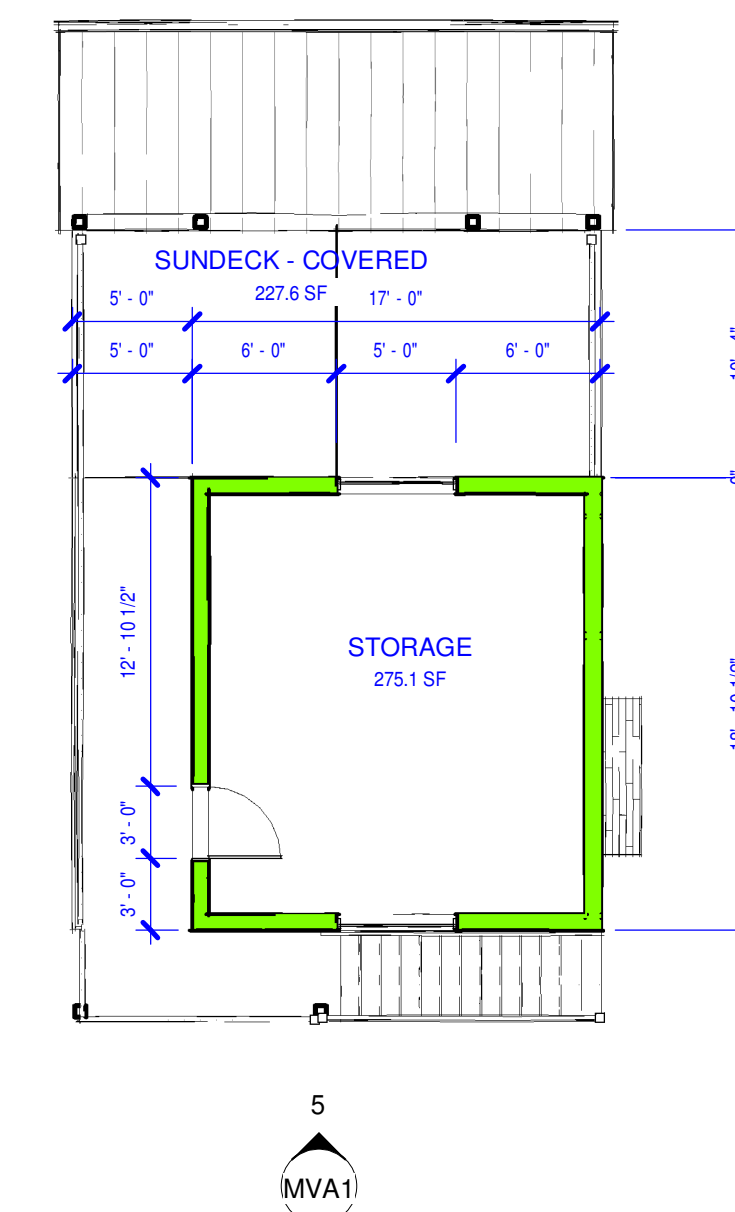 SUNDECK - COVERED
227.6 SF
5' - 0" 17' - 0"
5' - 0" 6' - 0" 5' - 0" 6' - 0"
12' - 10 1/2"
STORAGE
275.1 SF
3' - 0"
3' - 0"
5
MVA1